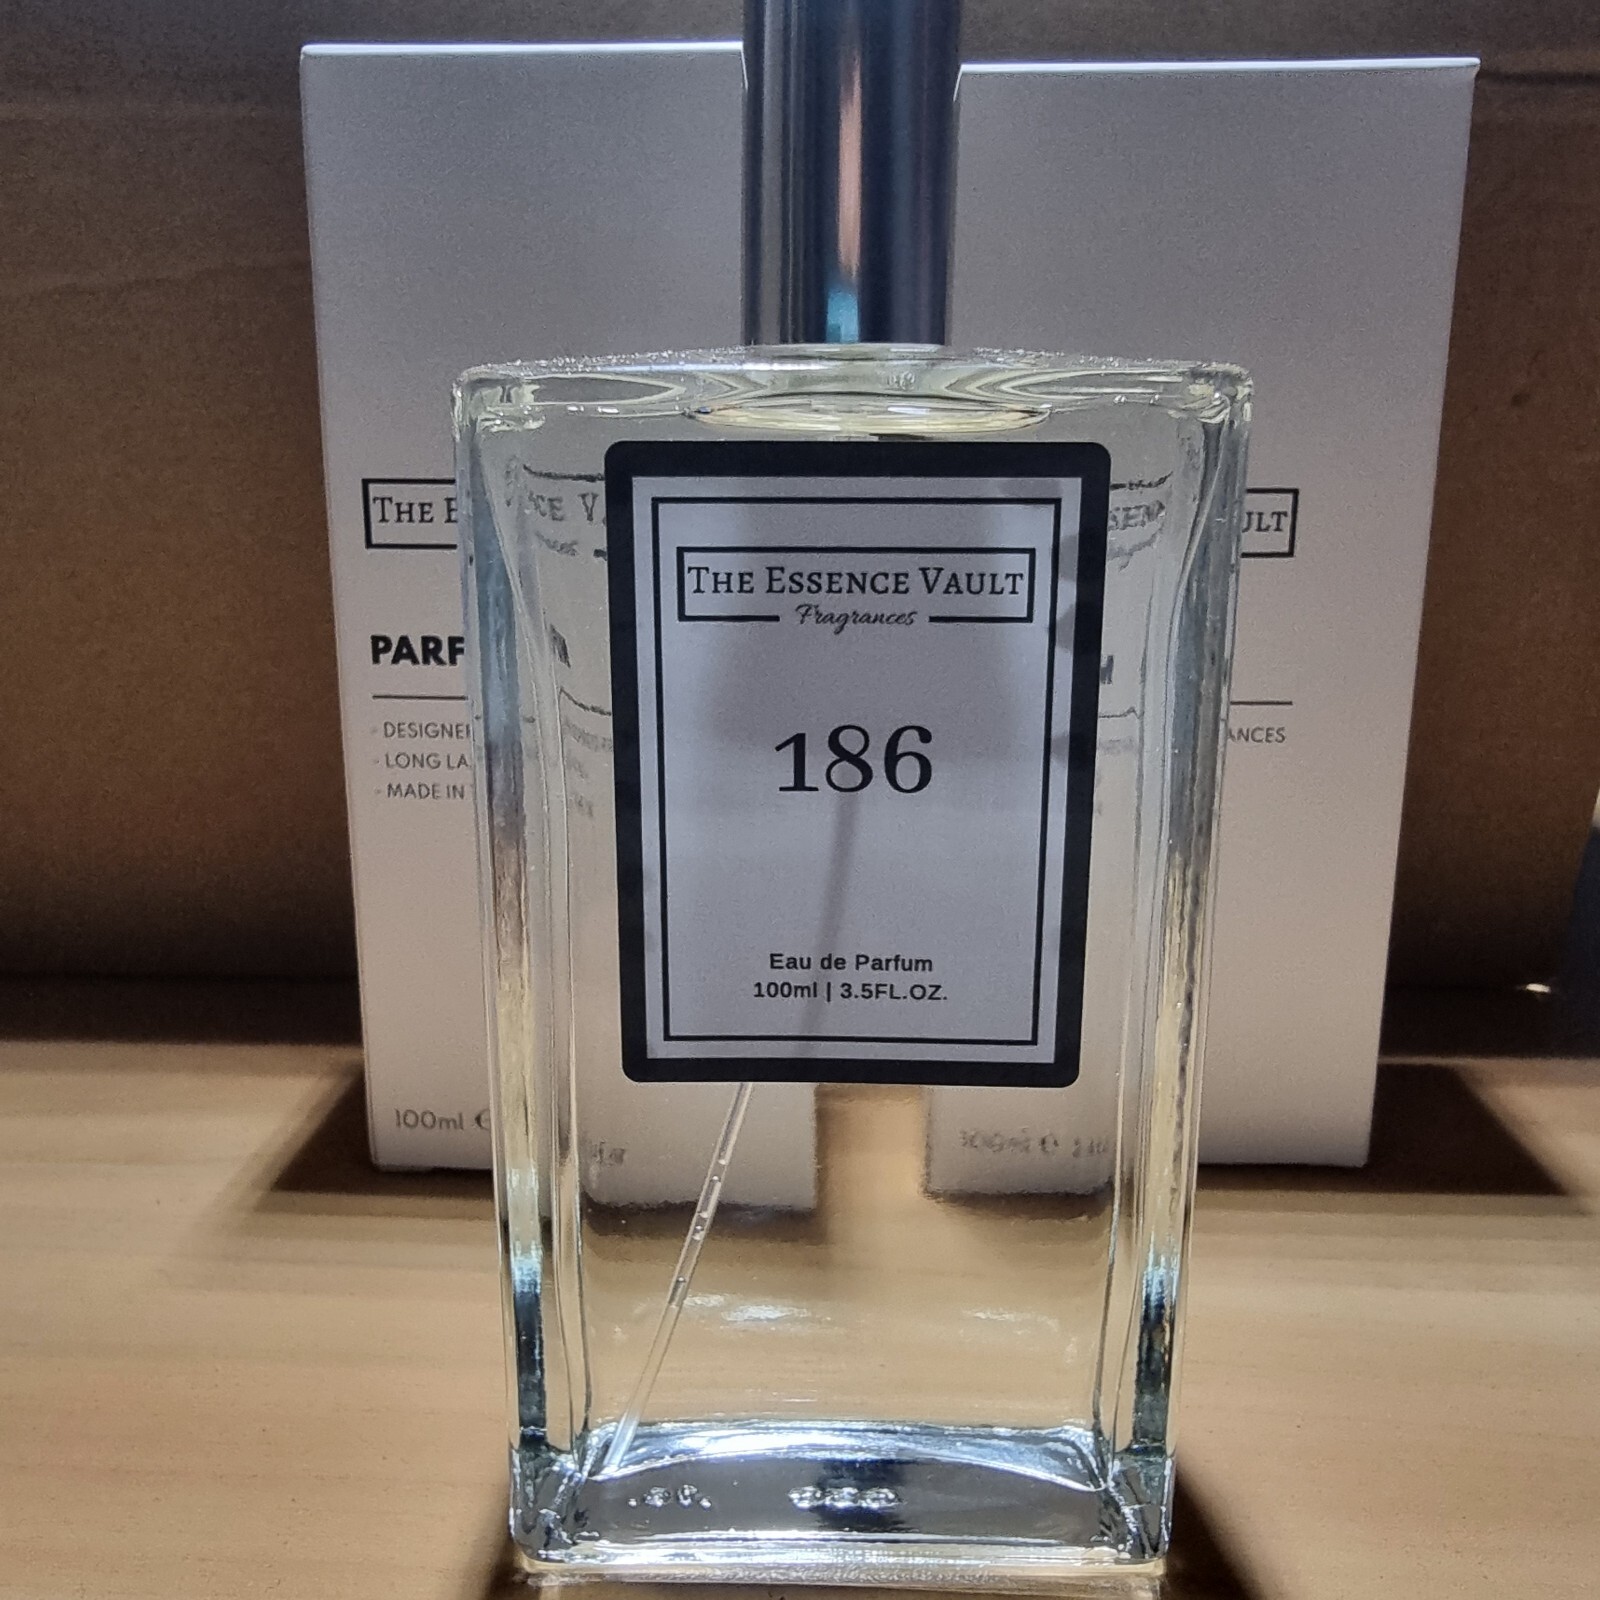 THE ESSENCE VAULT
Fragrances
186
Eau de Parfum
100ml | 3.5FL.OZ.
THE E
PARF
- DESIGNE
- LONG LA
- MADE IN
100ml
ULT
ANCES